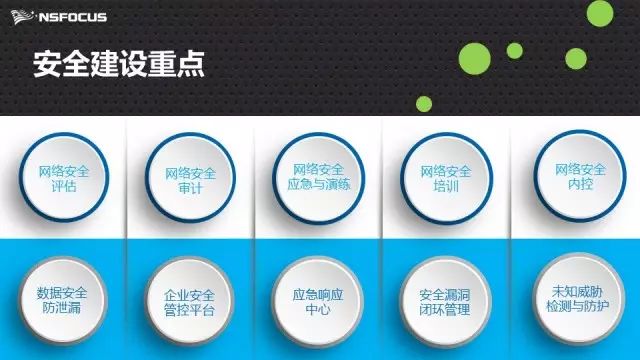 NSFOCUS
安全建设重点
网络安全
评估
网络安全
审计
网络安全
应急与演练
网络安全
培训
网络安全
内控
数据安全
防泄漏
企业安全
管控平台
应急响应
中心
安全漏洞
闭环管理
未知威胁
检测与防护